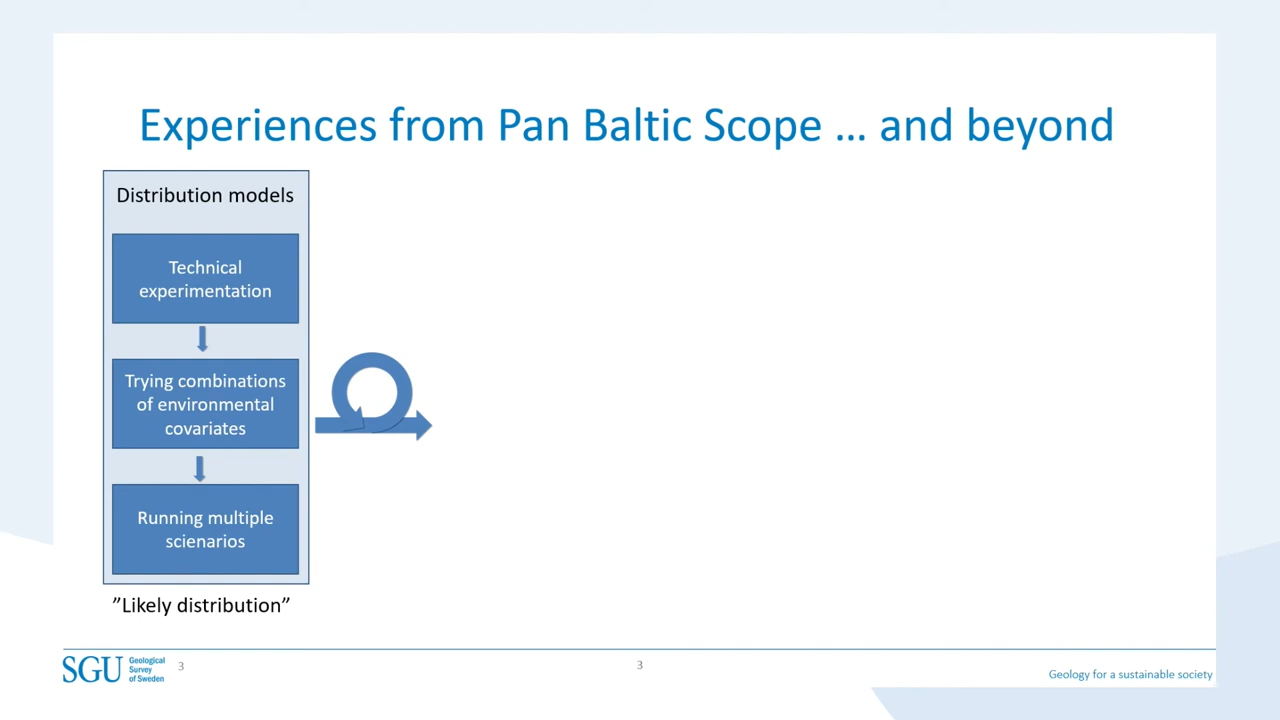 Experiences from Pan Baltic Scope ... and beyond
Distribution models
Technical
experimentation
Trying combinations
of environmental
covariates
Running multiple
scienarios
”Likely distribution”
SGU
Geological
Survey
of Sweden
3
3
Geology for a sustainable society